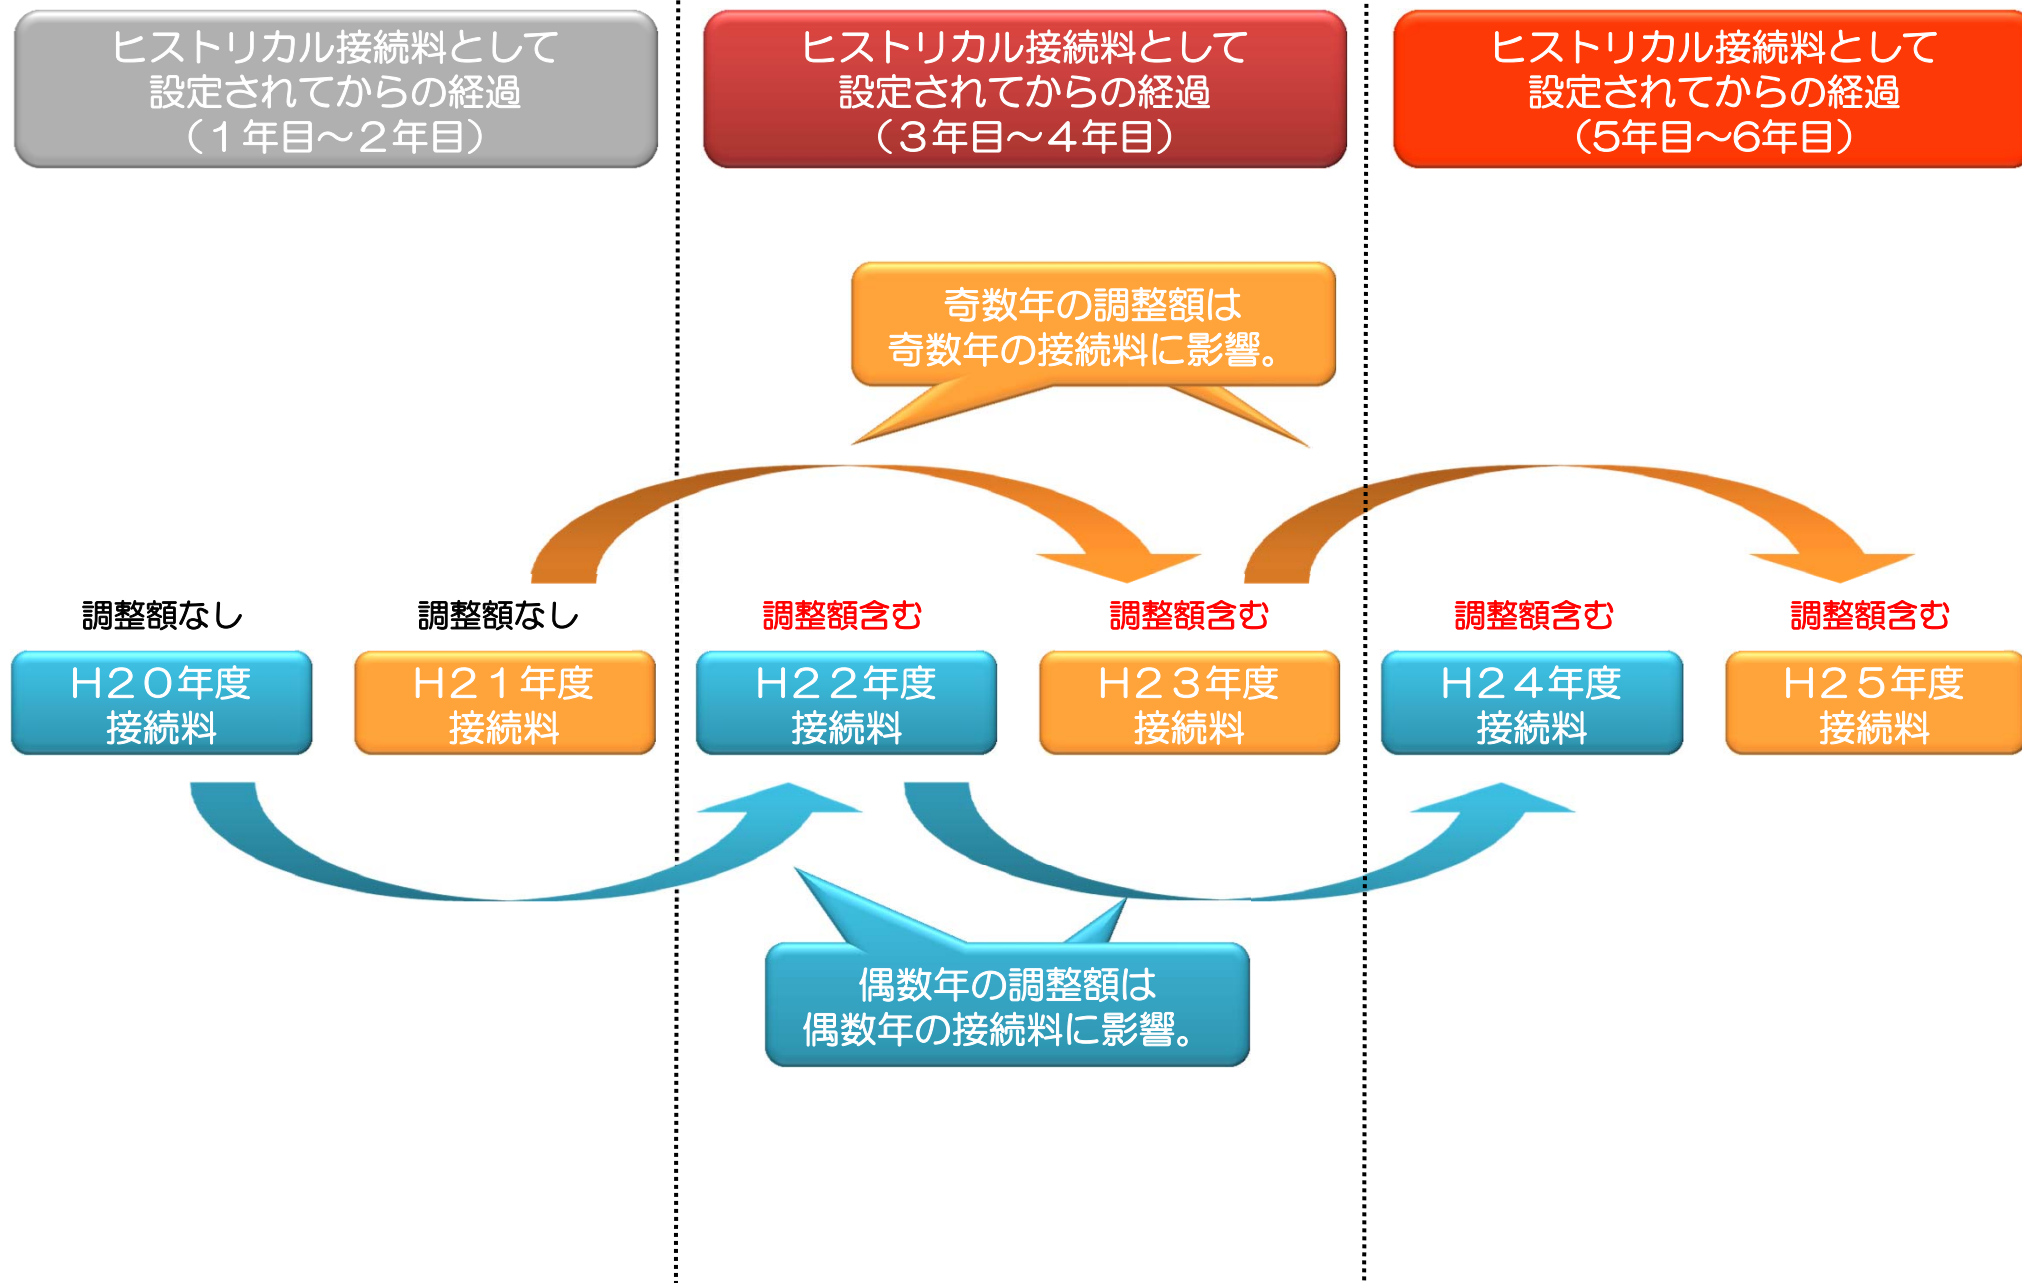 ヒストリカル接続料として
設定されてからの経過
（１年目～２年目）
ヒストリカル接続料として
設定されてからの経過
（３年目～４年目）
ヒストリカル接続料として
設定されてからの経過
（５年目～６年目）
奇数年の調整額は
奇数年の接続料に影響。
調整額なし
調整額なし
調整額含む
調整額含む
調整額含む
調整額含む
Ｈ２０年度
接続料
Ｈ２１年度
接続料
Ｈ２２年度
接続料
Ｈ２３年度
接続料
Ｈ２４年度
接続料
Ｈ２５年度
接続料
偶数年の調整額は
偶数年の接続料に影響。